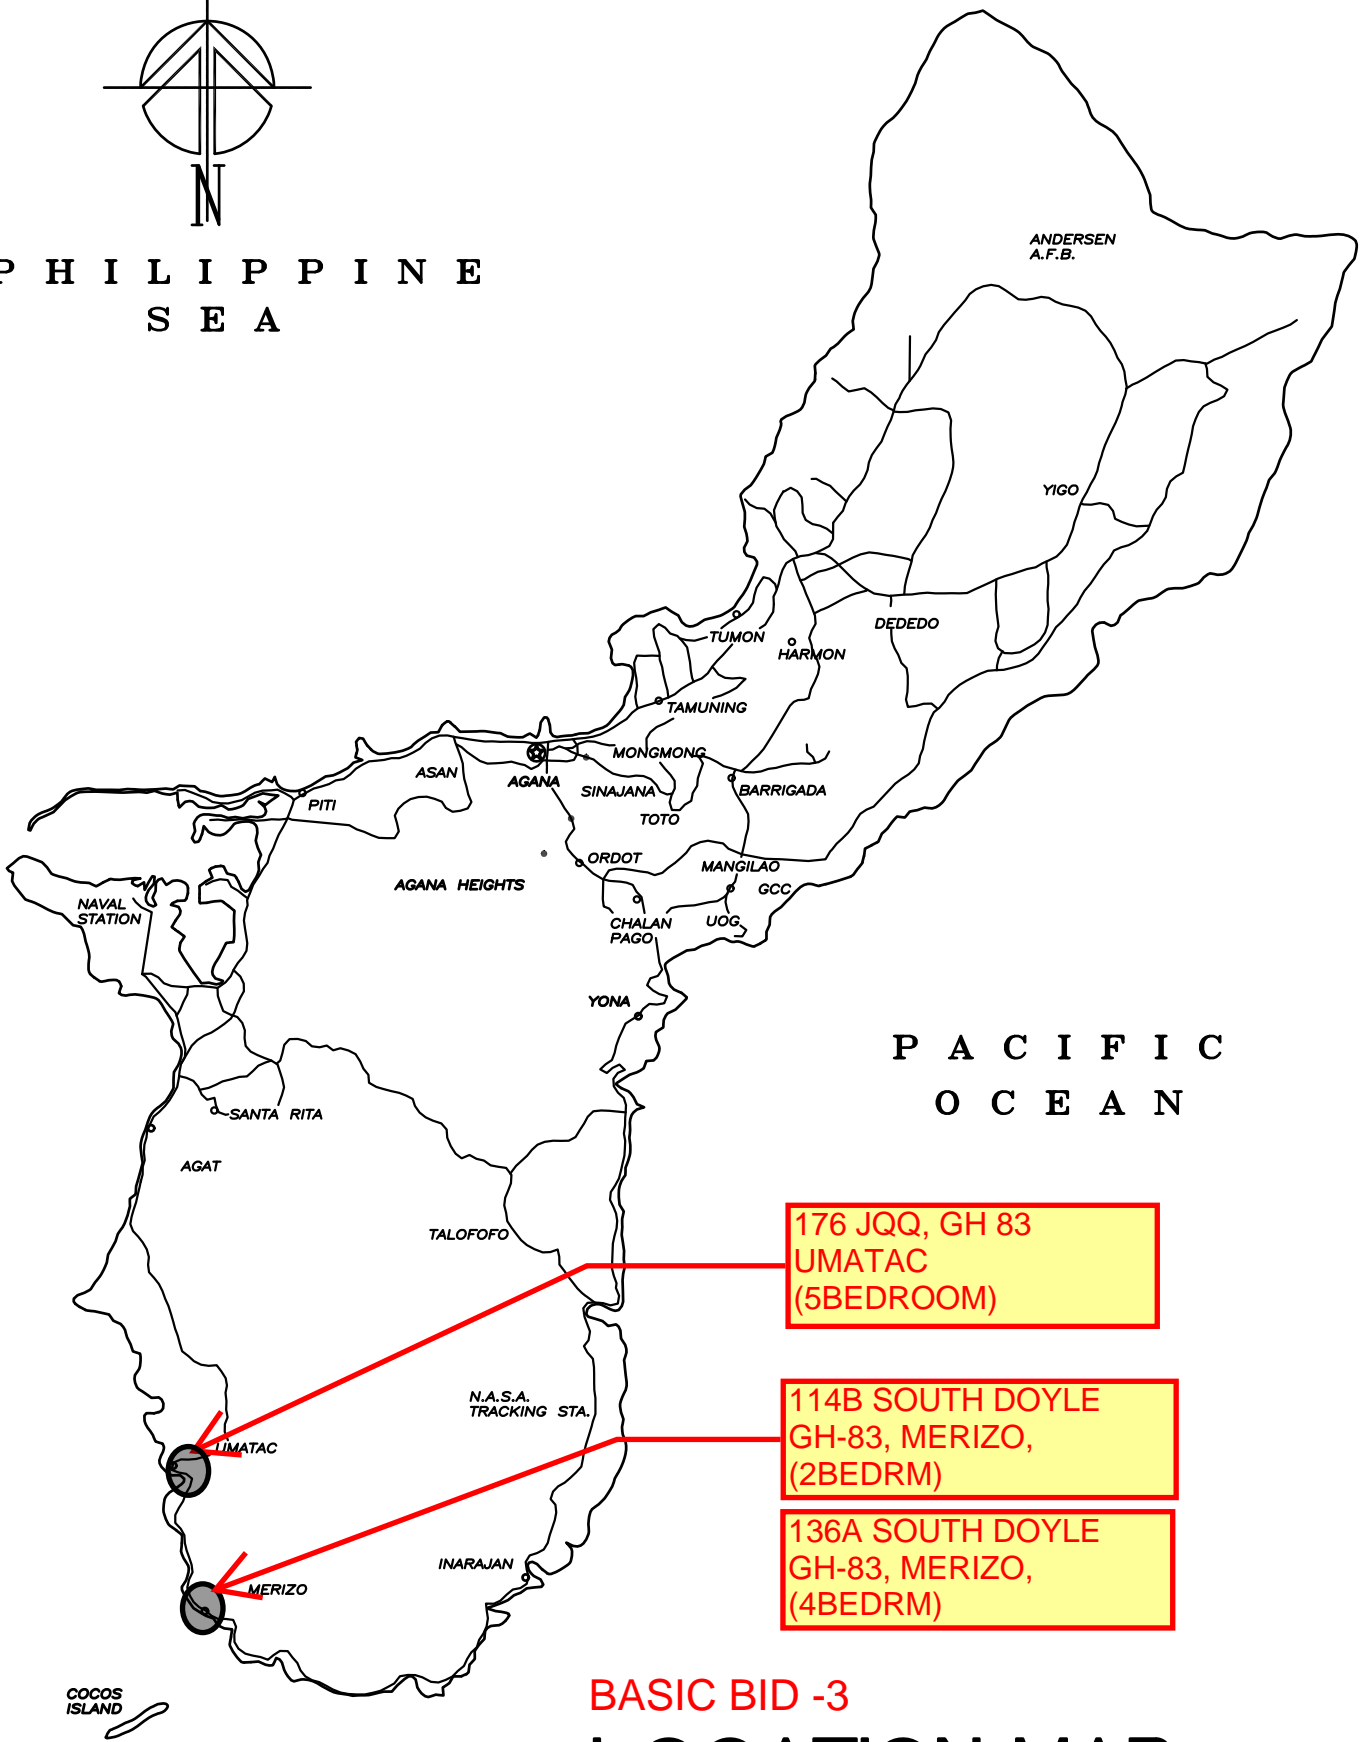 N
PHILIPPINE
SEA
ANDERSEN
A.F.B.
YIGO
DEDEDO
TUMON
HARMON
TAMUNING
MONGMONG
ASAN
AGANA
SINAJANA
BARRIGADA
PITI
TOTO
ORDOT
MANGILAO
AGANA HEIGHTS
GCC
NAVAL
STATION
CHALAN
PAGO
UOG
YONA
PACIFIC
OCEAN
SANTA RITA
AGAT
TALOFOFO
176 JQQ, GH 83
UMATAC
(5BEDROOM)
N.A.S.A.
TRACKING STA.
114B SOUTH DOYLE
GH-83, MERIZO,
(2BEDRM)
UMATAC
136A SOUTH DOYLE
GH-83, MERIZO,
(4BEDRM)
INARAJAN
MERIZO
COCOS
ISLAND
BASIC BID -3
LOCATION MAP